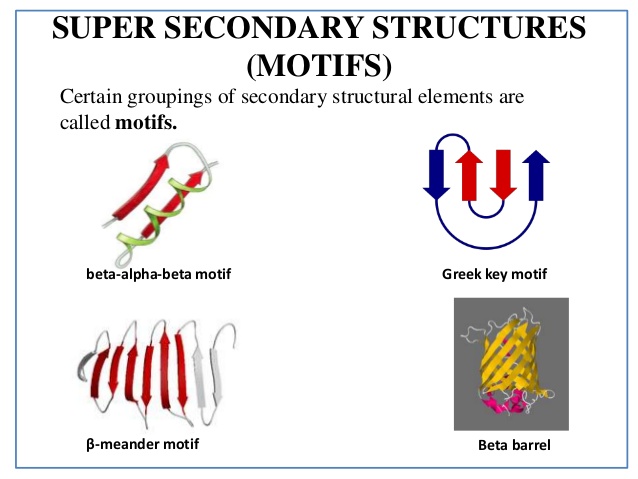 SUPER SECONDARY STRUCTURES
(MOTIFS)
Certain groupings of secondary structural elements are
called motifs.
beta-alpha-beta motif
Greek key motif
β-meander motif
Beta barrel